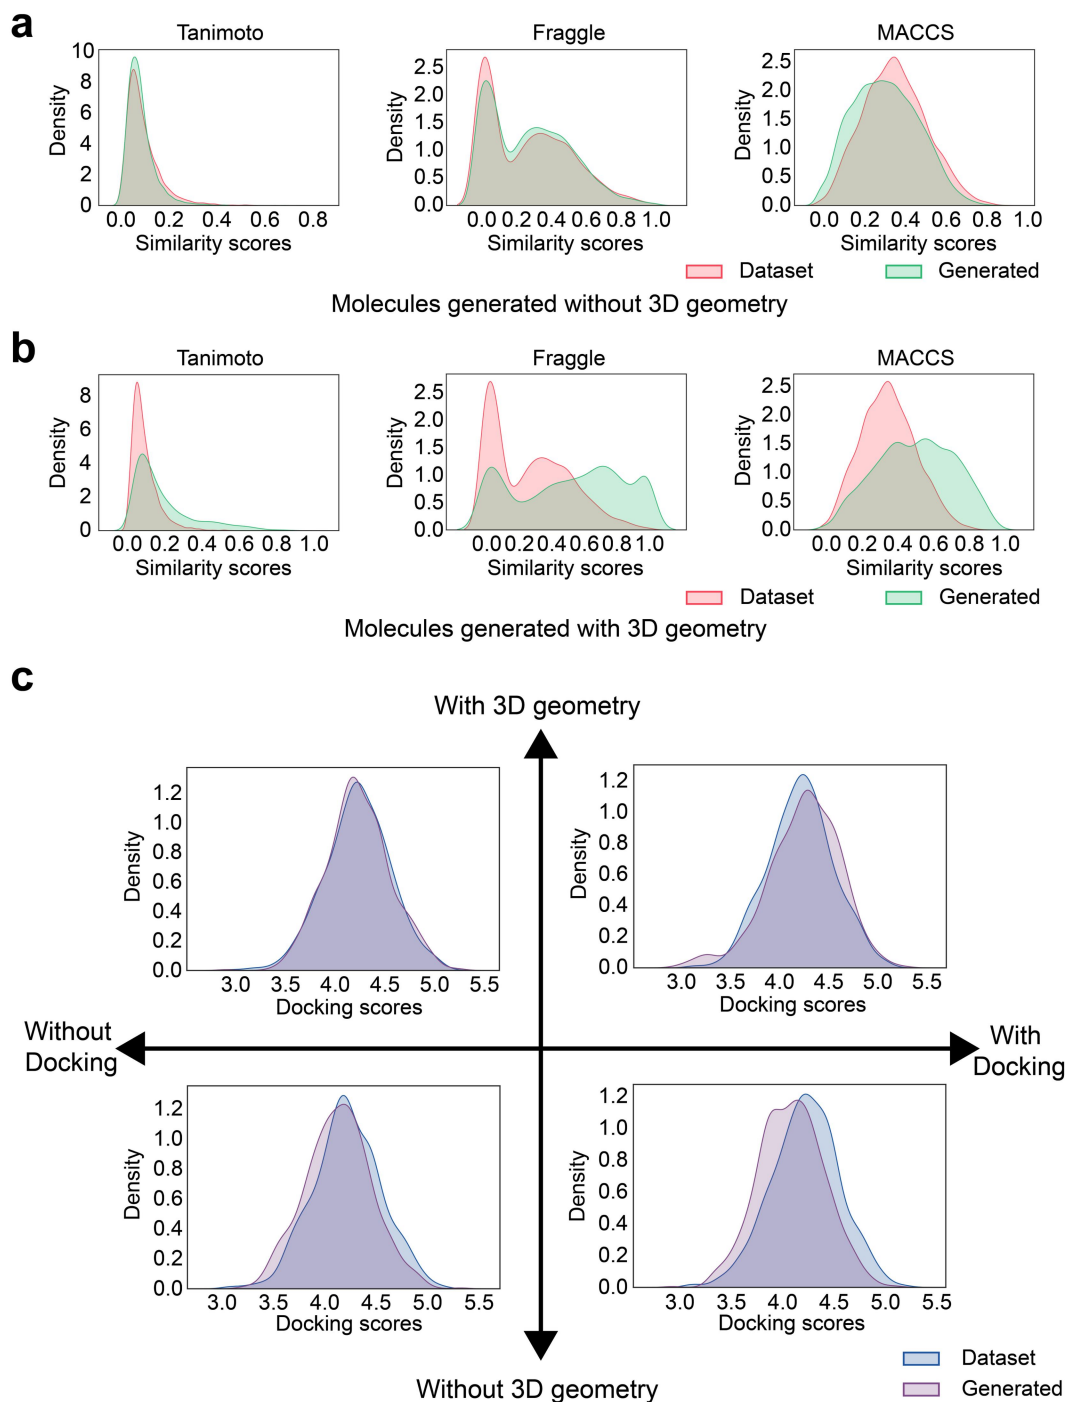 a
Tanimoto
Fraggle
MACCS
Density
10
8
6
4
2
0
0.0 0.2 0.4 0.6 0.8
Similarity scores
Density
2.5
2.0
1.5
1.0
0.5
0.0
0.0 0.2 0.4 0.6 0.8 1.0
Similarity scores
Density
2.5
2.0
1.5
1.0
0.5
0.0
0.0 0.2 0.4 0.6 0.8 1.0
Similarity scores
Dataset
Generated
Molecules generated without 3D geometry
b
Tanimoto
Fraggle
MACCS
Density
8
6
4
2
0
0.0 0.2 0.4 0.6 0.8 1.0
Similarity scores
Density
2.5
2.0
1.5
1.0
0.5
0.0
0.0 0.2 0.4 0.6 0.8 1.0
Similarity scores
Density
2.5
2.0
1.5
1.0
0.5
0.0
0.0 0.2 0.4 0.6 0.8 1.0
Similarity scores
Dataset
Generated
Molecules generated with 3D geometry
c
With 3D geometry
Density
1.2
1.0
0.8
0.6
0.4
0.2
0.0
3.0 3.5 4.0 4.5 5.0 5.5
Docking scores
Density
1.2
1.0
0.8
0.6
0.4
0.2
0.0
3.0 3.5 4.0 4.5 5.0 5.5
Docking scores
Without
Docking
With
Docking
Density
1.2
1.0
0.8
0.6
0.4
0.2
0.0
3.0 3.5 4.0 4.5 5.0 5.5
Docking scores
Density
1.2
1.0
0.8
0.6
0.4
0.2
0.0
3.0 3.5 4.0 4.5 5.0 5.5
Docking scores
Without 3D geometry
Dataset
Generated